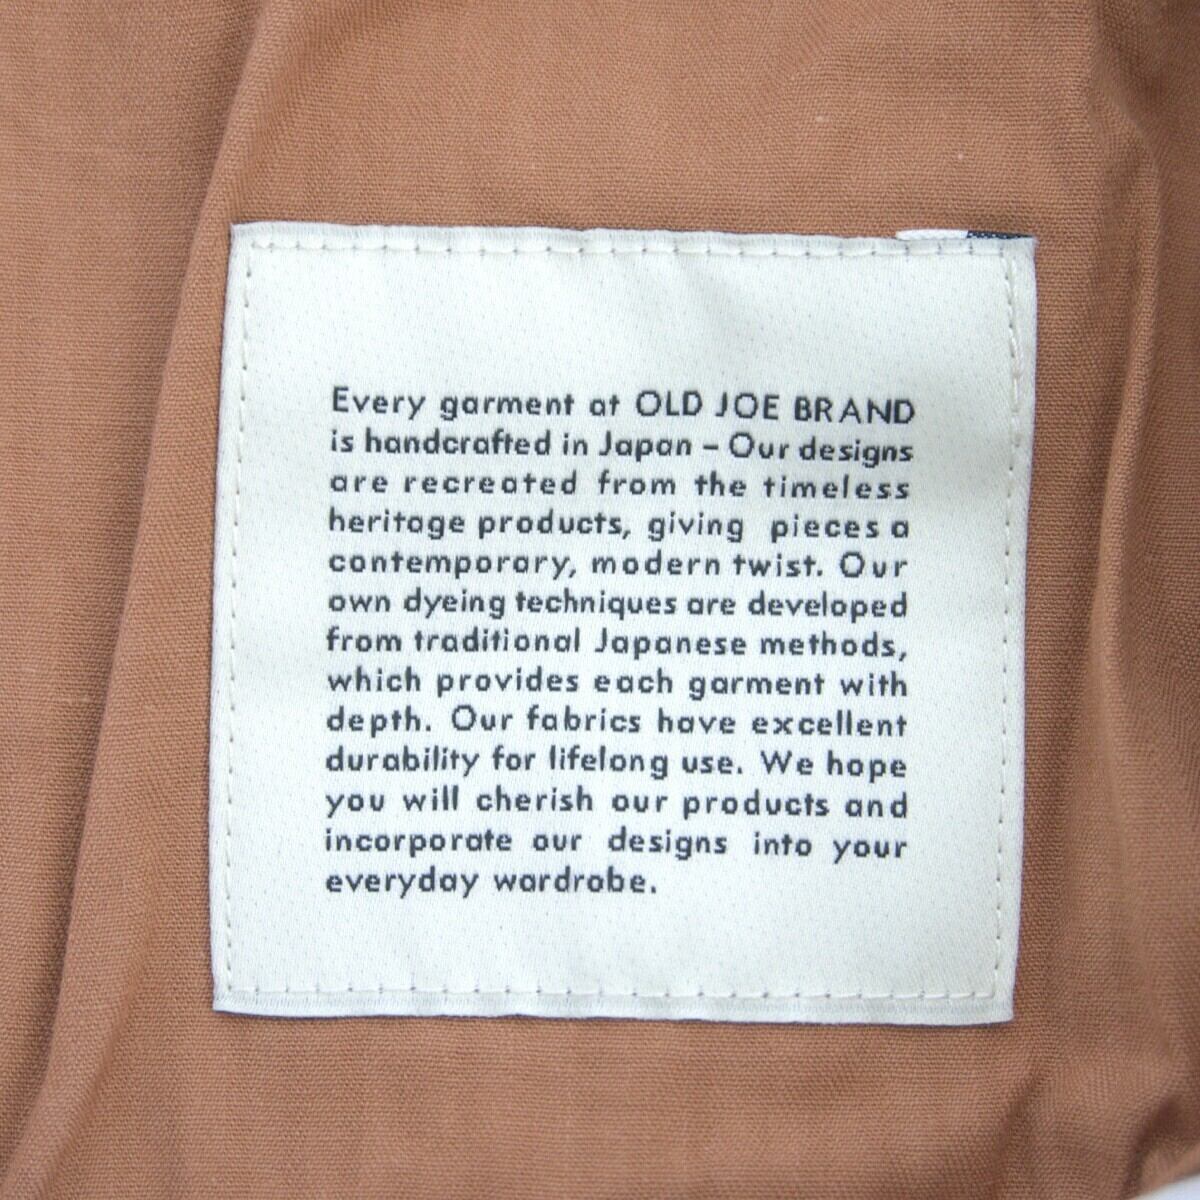 Every garment at OLD JOE BRAND
is handcrafted in Japan – Our designs
are recreated from the timeless
heritage products, giving pieces a
contemporary, modern twist. Our
own dyeing techniques are developed
from traditional Japanese methods,
which provides each garment with
depth. Our fabrics have excellent
durability for lifelong use. We hope
you will cherish our products and
incorporate our designs into your
everyday wardrobe.